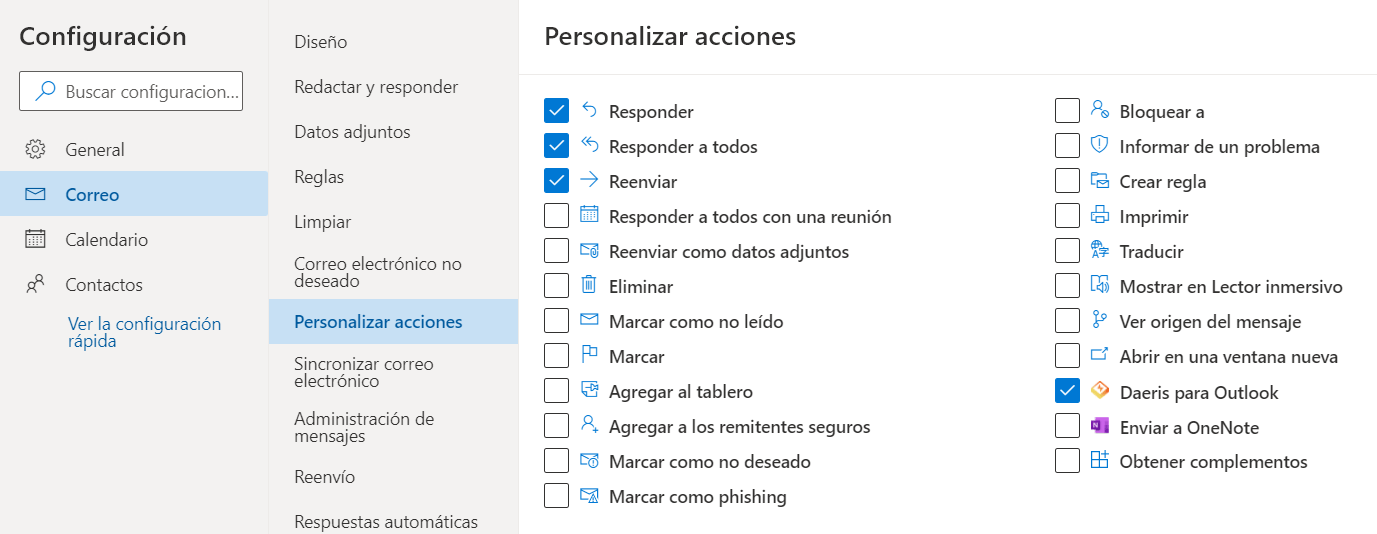 Configuración
Buscar configuracion...
General
Correo
Calendario
Contactos
Ver la configuración
rápida
Diseño
Redactar y responder
Datos adjuntos
Reglas
Limpiar
Correo electrónico no
deseado
Personalizar acciones
Sincronizar correo
electrónico
Administración de
mensajes
Reenvío
Respuestas automáticas
Personalizar acciones
Responder
Responder a todos
Reenviar
Responder a todos con una reunión
Reenviar como datos adjuntos
Eliminar
Marcar como no leído
Marcar
Agregar al tablero
Agregar a los remitentes seguros
Marcar como no deseado
Marcar como phishing
Bloquear a
Informar de un problema
Crear regla
Imprimir
Traducir
Mostrar en Lector inmersivo
Ver origen del mensaje
Abrir en una ventana nueva
Daeris para Outlook
Enviar a OneNote
Obtener complementos